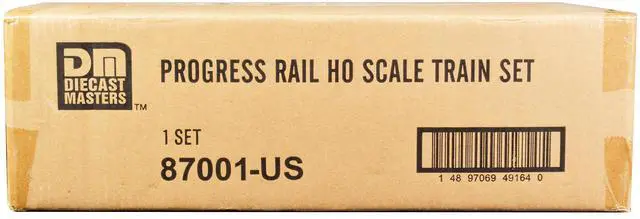 DM
DIECAST
MASTERS
TM
PROGRESS RAIL HO SCALE TRAIN SET
1 SET
87001-US
1 48 97069 49164 0